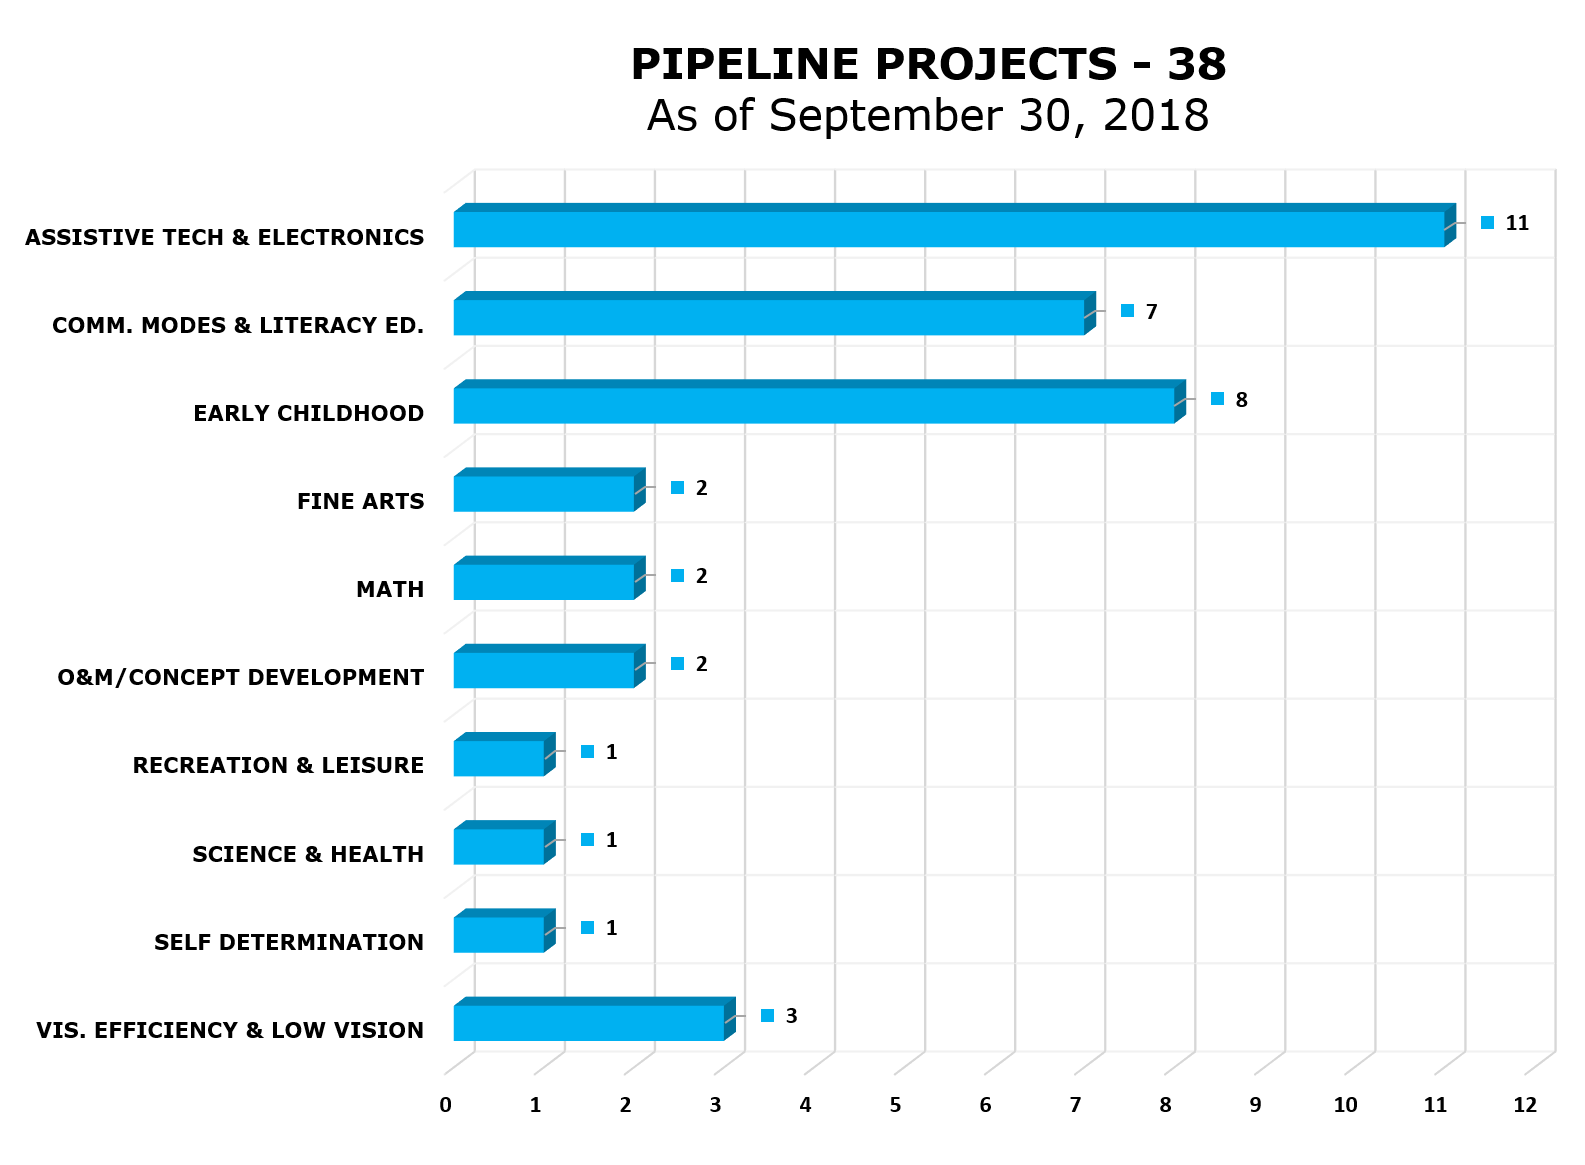 PIPELINE PROJECTS - 38
As of September 30, 2018
ASSISTIVE TECH & ELECTRONICS
11
COMM. MODES & LITERACY ED.
7
EARLY CHILDHOOD
8
FINE ARTS
2
MATH
2
O&M/CONCEPT DEVELOPMENT
2
RECREATION & LEISURE
1
SCIENCE & HEALTH
1
SELF DETERMINATION
1
VIS. EFFICIENCY & LOW VISION
3
0 1 2 3 4 5 6 7 8 9 10 11 12